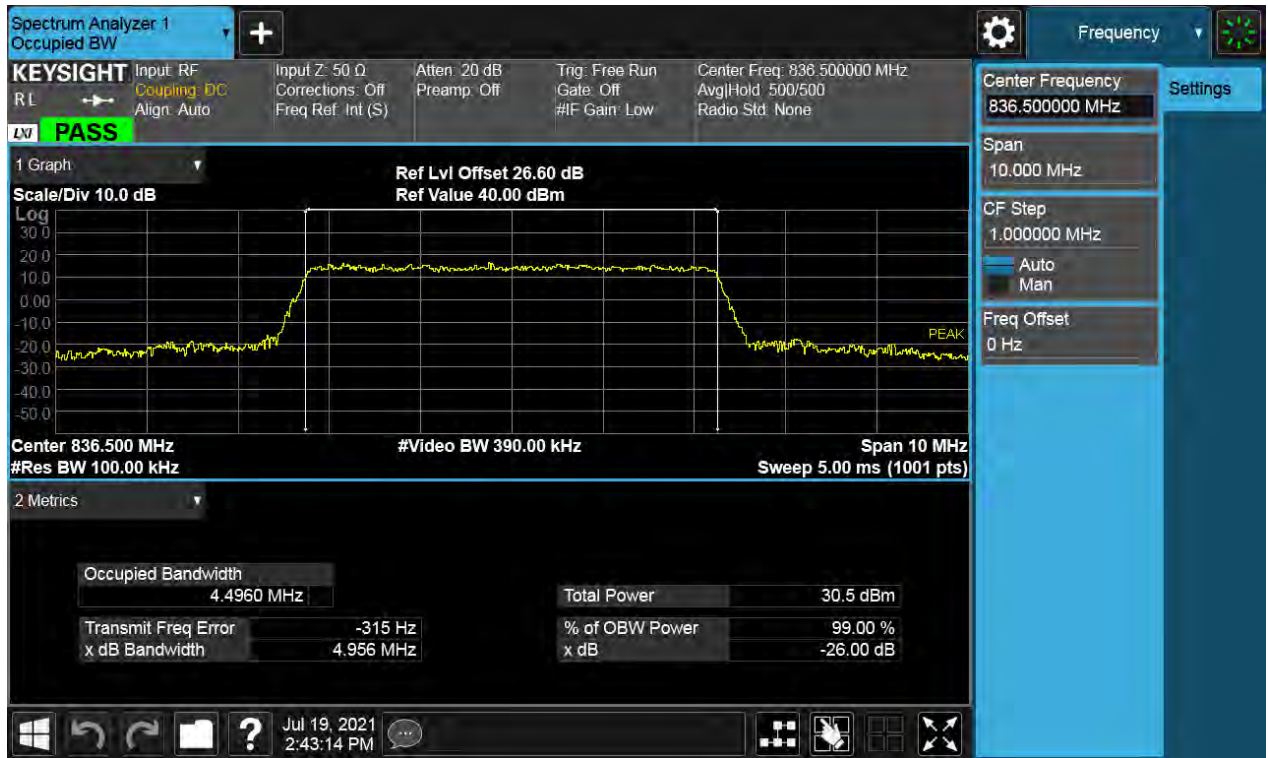 Spectrum Analyzer 1
Occupied BW
+
Frequency
KEYSIGHT
RL
LXI
PASS
Input: RF
Coupling: DC
Align: Auto
Input Z: 50 Ω
Corrections: Off
Freq Ref: Int (S)
Atten: 20 dB
Preamp: Off
Trig: Free Run
Gate: Off
#IF Gain: Low
Center Freq: 836.500000 MHz
Avg|Hold: 500/500
Radio Std: None
1 Graph
Scale/Div 10.0 dB
Ref Lvl Offset 26.60 dB
Ref Value 40.00 dBm
Log
30.0
20.0
10.0
0.00
-10.0
-20.0
-30.0
-40.0
-50.0
PEAK
Center 836.500 MHz
#Video BW 390.00 kHz
Span 10 MHz
#Res BW 100.00 kHz
Sweep 5.00 ms (1001 pts)
2 Metrics
Occupied Bandwidth
4.4960 MHz
Transmit Freq Error -315 Hz
x dB Bandwidth 4.956 MHz
Total Power 30.5 dBm
% of OBW Power 99.00 %
x dB -26.00 dB
Center Frequency
836.500000 MHz
Settings
Span
10.000 MHz
CF Step
1.000000 MHz
Auto
Man
Freq Offset
0 Hz
?
Jul 19, 2021
2:43:14 PM